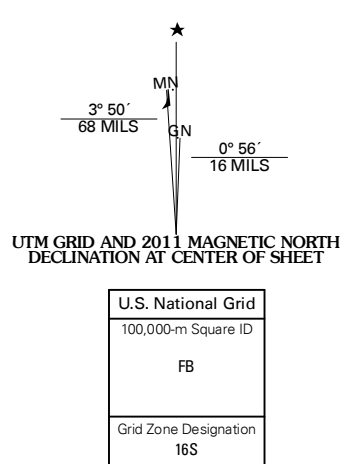 MN
3° 50´
68 MILS
GN
0° 56´
16 MILS
UTM GRID AND 2011 MAGNETIC NORTH
DECLINATION AT CENTER OF SHEET
U.S. National Grid
100,000-m Square ID
FB
Grid Zone Designation
16S